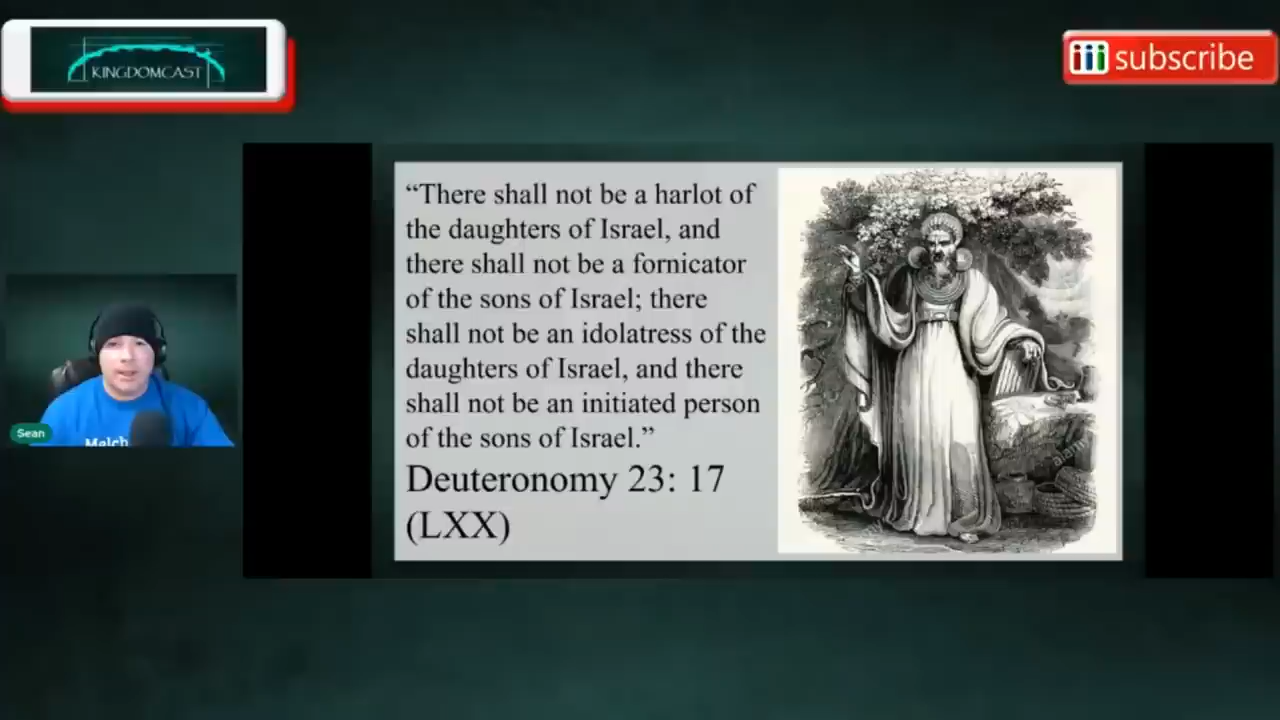 KINGDOMCAST
subscribe
“There shall not be a harlot of
the daughters of Israel, and
there shall not be a fornicator
of the sons of Israel; there
shall not be an idolatress of the
daughters of Israel, and there
shall not be an initiated person
of the sons of Israel.”
Deuteronomy 23: 17
(LXX)
Sean
Melch
alamy